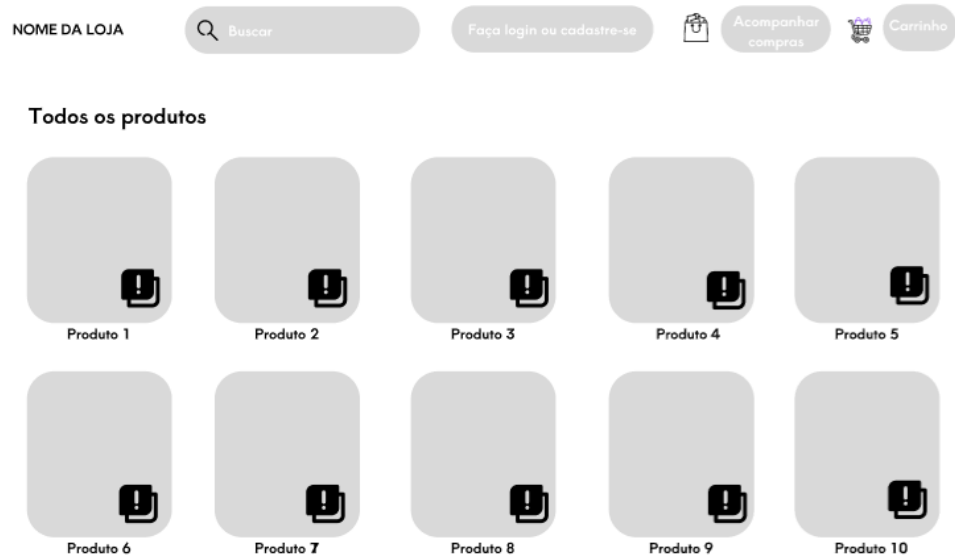 NOME DA LOJA
Buscar
Faça login ou cadastre-se
Acompanhar
compras
Carrinho
Todos os produtos
Produto 1
Produto 2
Produto 3
Produto 4
Produto 5
Produto 6
Produto 7
Produto 8
Produto 9
Produto 10